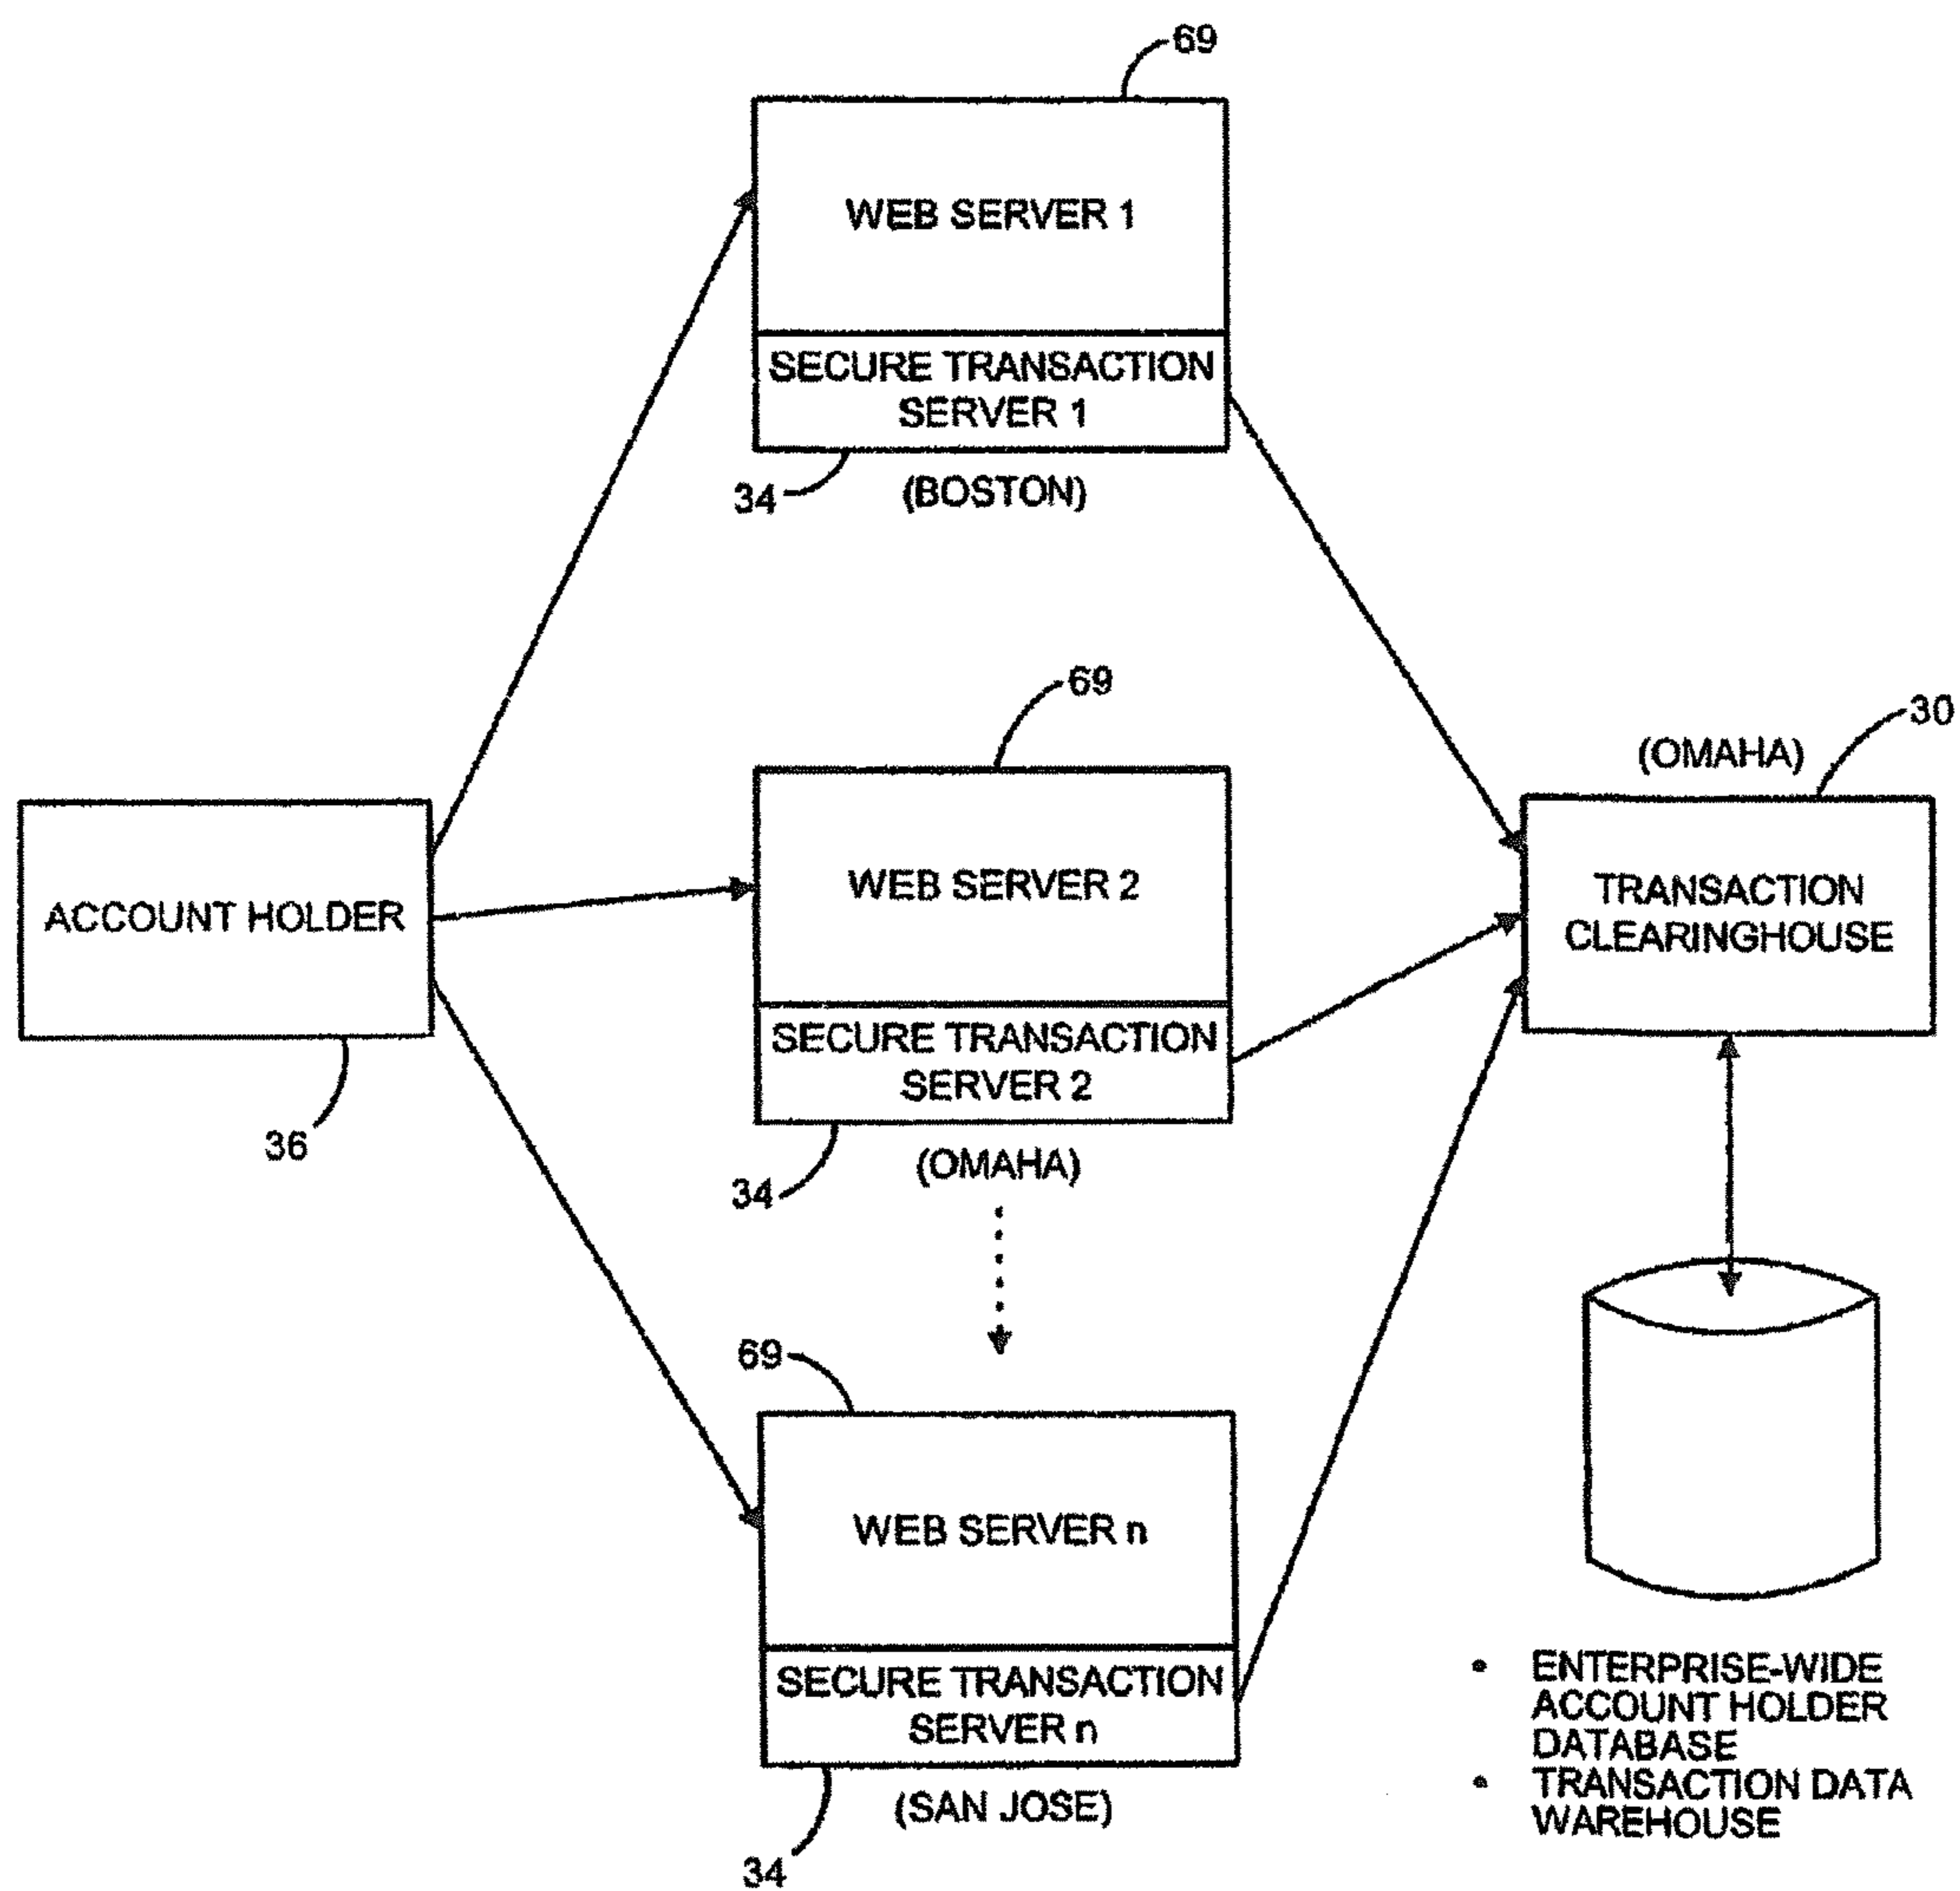 69
WEB SERVER 1
SECURE TRANSACTION
SERVER 1
34
(BOSTON)
69
30
(OMAHA)
ACCOUNT HOLDER
WEB SERVER 2
TRANSACTION
CLEARINGHOUSE
SECURE TRANSACTION
SERVER 2
36
34
(OMAHA)
69
WEB SERVER n
SECURE TRANSACTION
SERVER n
34
(SAN JOSE)
• ENTERPRISE-WIDE
ACCOUNT HOLDER
DATABASE
• TRANSACTION DATA
WAREHOUSE